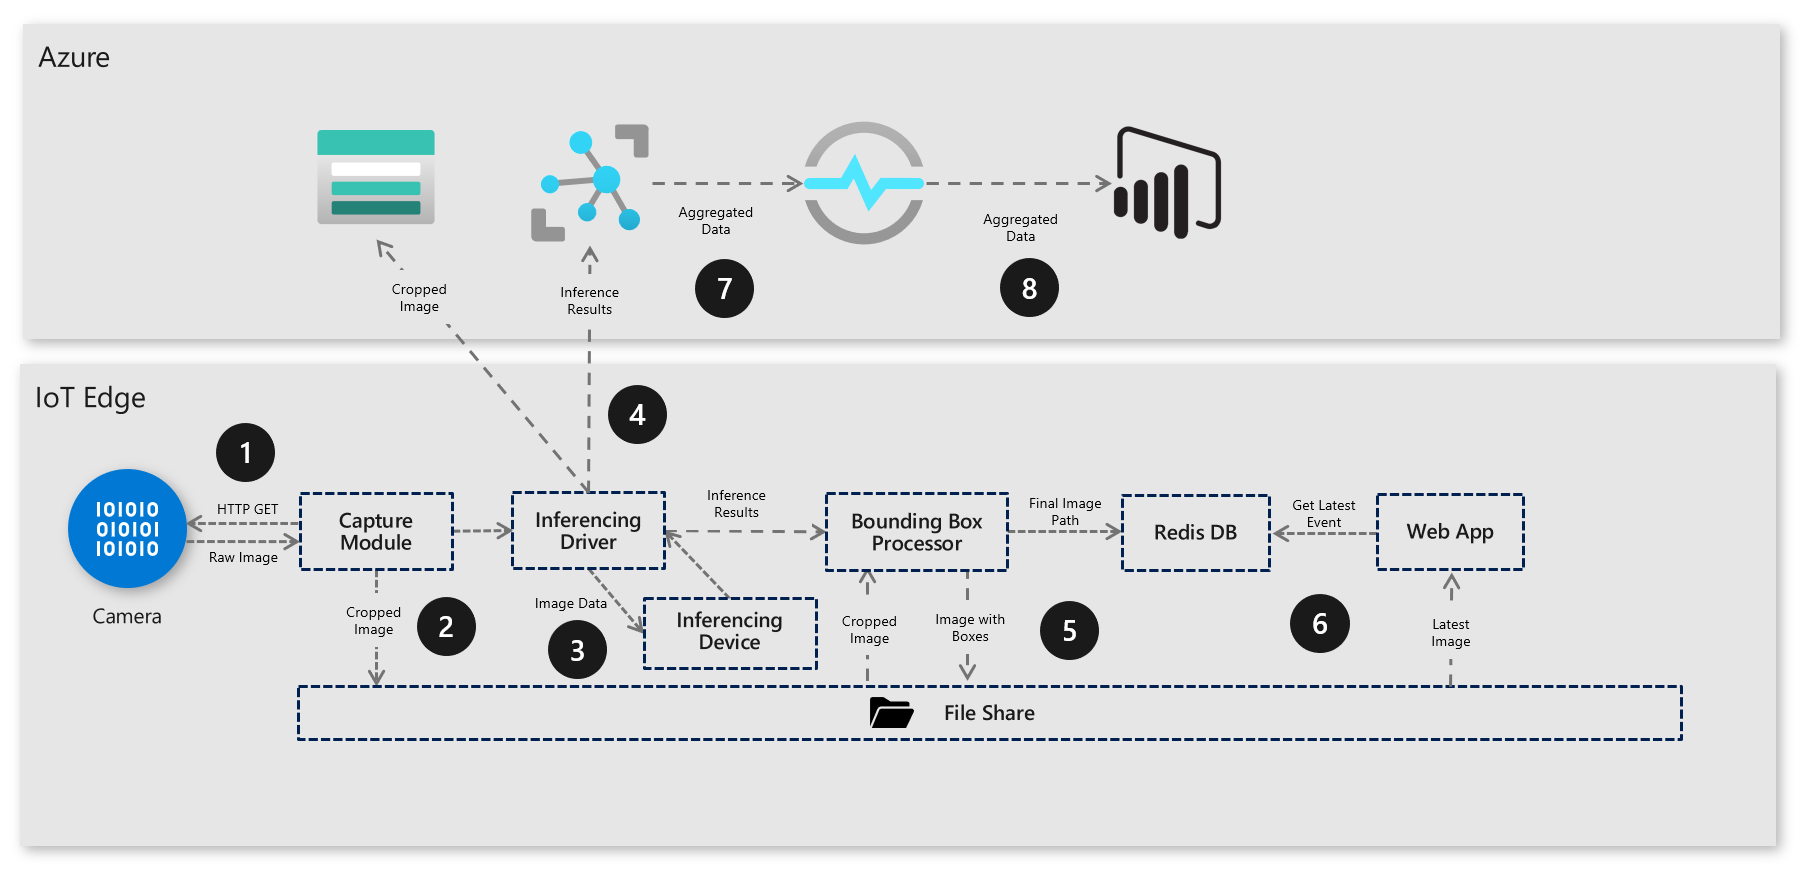 Azure
Aggregated
Data
Aggregated
Data
7
8
Cropped
Image
Inference
Results
IoT Edge
4
1
IOIOIO
OIOIOI
IOIOIO
Camera
HTTP GET
Raw Image
Capture
Module
Inferencing
Driver
Inference
Results
Bounding Box
Processor
Final Image
Path
Redis DB
Get Latest
Event
Web App
Cropped
Image
2
Image Data
3
Inferencing
Device
Cropped
Image
Image with
Boxes
5
6
Latest
Image
File Share